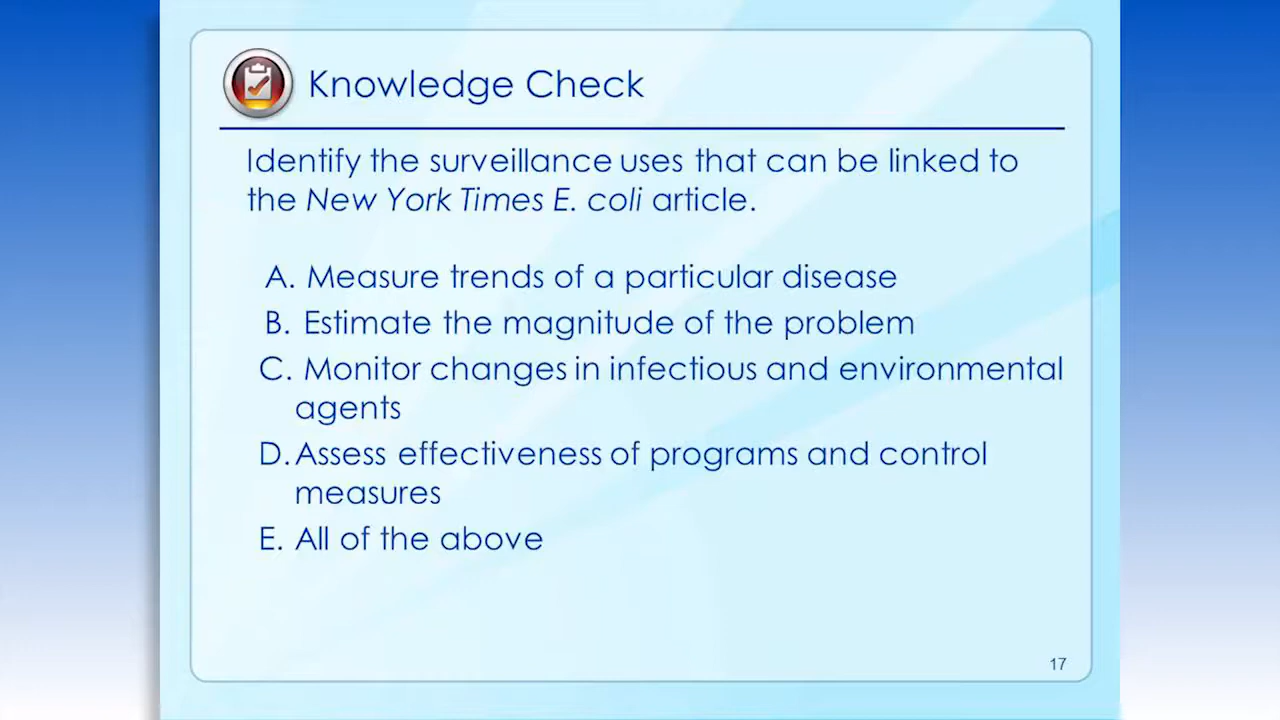 Knowledge Check
Identify the surveillance uses that can be linked to
the New York Times E. coli article.
A. Measure trends of a particular disease
B. Estimate the magnitude of the problem
C. Monitor changes in infectious and environmental
agents
D. Assess effectiveness of programs and control
measures
E. All of the above
17